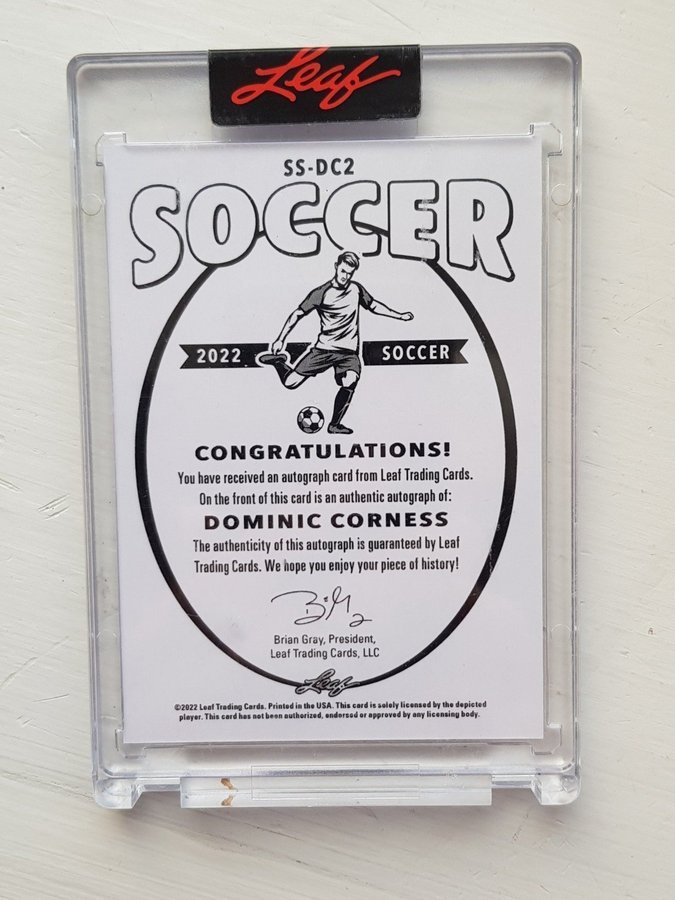 Leaf
SS-DC2
SOCCER
2022 SOCCER
CONGRATULATIONS!
You have received an autograph card from Leaf Trading Cards.
On the front of this card is an authentic autograph of:
DOMINIC CORNESS
The authenticity of this autograph is guaranteed by Leaf
Trading Cards. We hope you enjoy your piece of history!
Brian Gray, President,
Leaf Trading Cards, LLC
Leaf
©2022 Leaf Trading Cards. Printed in the USA. This card is solely licensed by the depicted
player. This card has not been authorized, endorsed or approved by any licensing body.